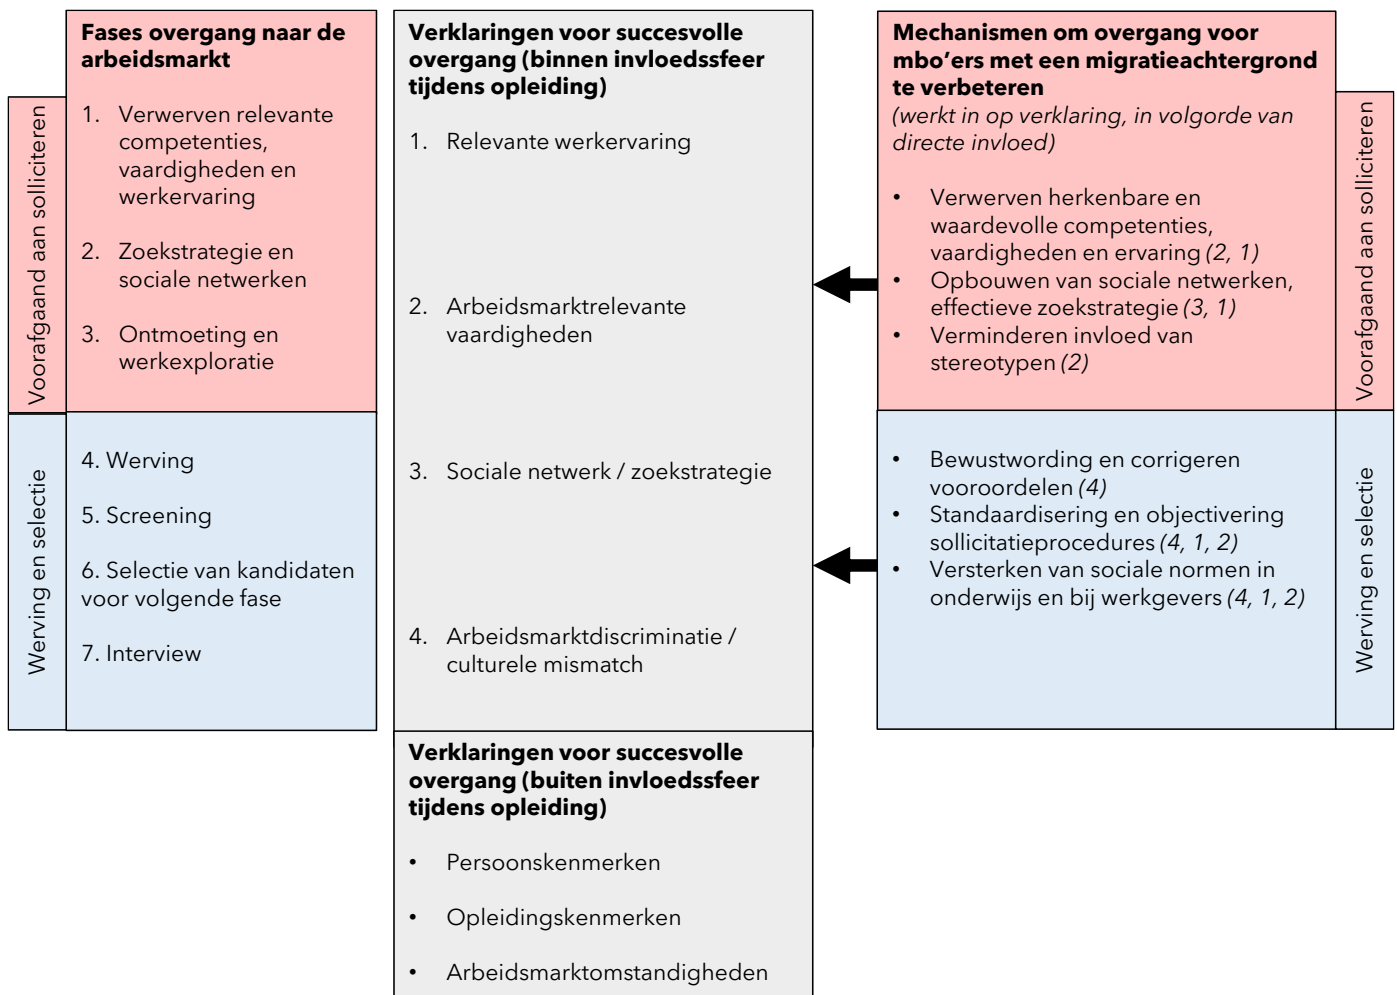 Voorafgaand aan solliciteren
Werving en selectie
Fases overgang naar de
arbeidsmarkt
1. Verwerven relevante
competenties,
vaardigheden en
werkervaring
2. Zoekstrategie en
sociale netwerken
3. Ontmoeting en
werkexploratie
4. Werving
5. Screening
6. Selectie van kandidaten
voor volgende fase
7. Interview
Verklaringen voor succesvolle
overgang (binnen invloedssfeer
tijdens opleiding)
1. Relevante werkervaring
2. Arbeidsmarktrelevante
vaardigheden
3. Sociale netwerk / zoekstrategie
4. Arbeidsmarktdiscriminatie /
culturele mismatch
Verklaringen voor succesvolle
overgang (buiten invloedssfeer
tijdens opleiding)
• Persoonskenmerken
• Opleidingskenmerken
• Arbeidsmarktomstandigheden
Mechanismen om overgang voor
mbo'ers met een migratieachtergrond
te verbeteren
(werkt in op verklaring, in volgorde van
directe invloed)
• Verwerven herkenbare en
waardevolle competenties,
vaardigheden en ervaring (2, 1)
• Opbouwen van sociale netwerken,
effectieve zoekstrategie (3, 1)
• Verminderen invloed van
stereotypen (2)
• Bewustwording en corrigeren
vooroordelen (4)
• Standaardisering en objectivering
sollicitatieprocedures (4, 1, 2)
• Versterken van sociale normen in
onderwijs en bij werkgevers (4, 1, 2)
Voorafgaand aan solliciteren
Werving en selectie